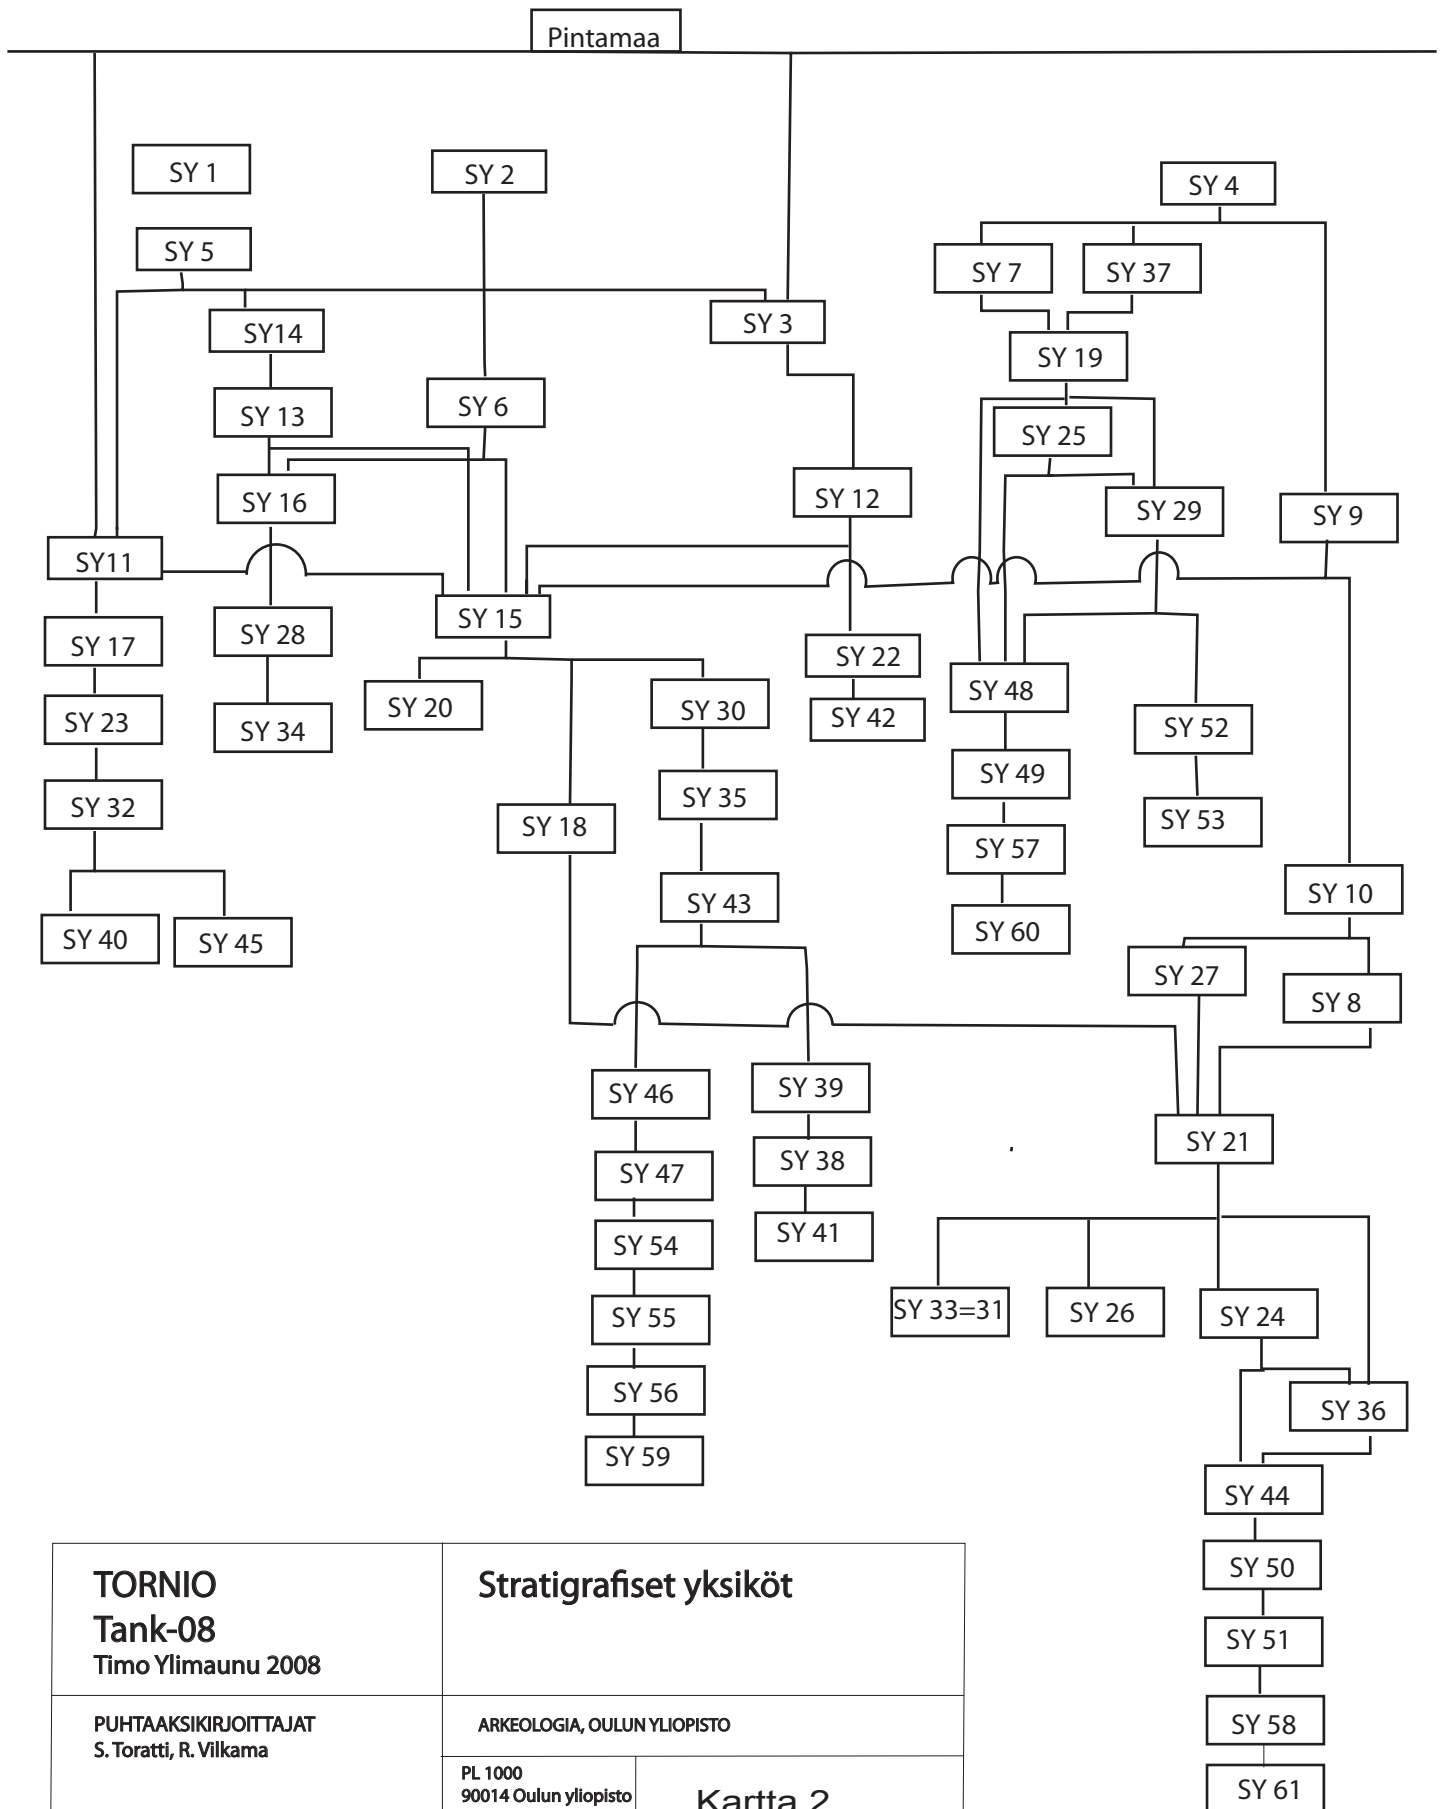 Pintamaa
SY 1
SY 2
SY 4
SY 5
SY 7
SY 37
SY14
SY 3
SY 19
SY 13
SY 6
SY 25
SY 16
SY 12
SY 29
SY 9
SY11
SY 15
SY 17
SY 28
SY 22
SY 48
SY 23
SY 34
SY 20
SY 30
SY 42
SY 52
SY 32
SY 18
SY 35
SY 49
SY 53
SY 57
SY 43
SY 10
SY 40
SY 45
SY 60
SY 27
SY 8
SY 46
SY 39
SY 21
SY 47
SY 38
SY 54
SY 41
SY 55
SY 33=31
SY 26
SY 24
SY 56
SY 36
SY 59
SY 44
SY 50
SY 51
SY 58
SY 61
TORNIO
Tank-08
Timo Ylimaunu 2008
Stratigrafiset yksiköt
PUHTAAKSIKIRJOITTAJAT
S. Toratti, R. Vilkama
ARKEOLOGIA, OULUN YLIOPISTO
PL 1000
90014 Oulun yliopisto
Kartta 2